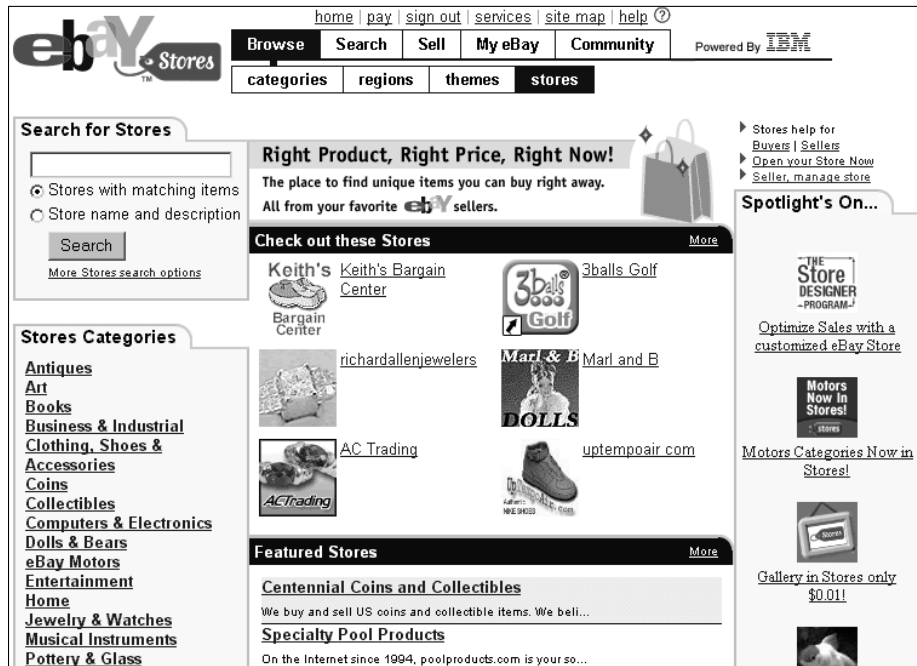 home | pay | sign out | services | site map | help ?
ebaY Stores
TM
Browse Search Sell My eBay Community
Powered By IBM
categories regions themes stores
Search for Stores
Stores with matching items
Store name and description
Search
More Stores search options
Stores Categories
Antiques
Art
Books
Business & Industrial
Clothing, Shoes &
Accessories
Coins
Collectibles
Computers & Electronics
Dolls & Bears
eBay Motors
Entertainment
Home
Jewelry & Watches
Musical Instruments
Pottery & Glass
Right Product, Right Price, Right Now!
The place to find unique items you can buy right away.
All from your favorite ebaY sellers.
Check out these Stores More
Keith's
Bargain
Center
Keith's Bargain
Center
3balls
Golf
3balls Golf
richardallenjewelers
Marl & B
DOLLS
Marl and B
ACTrading
AC Trading
UpTempoAir.com
Authentic
NIKE SHOES
uptempoair com
Featured Stores More
Centennial Coins and Collectibles
We buy and sell US coins and collectible items. We beli...
Specialty Pool Products
On the Internet since 1994, poolproducts.com is your so...
Stores help for
Buyers | Sellers
Open your Store Now
Seller, manage store
Spotlight's On...
THE
Store
DESIGNER
-PROGRAM-
Optimize Sales with a
customized eBay Store
Motors
Now In
Stores!
stores
Motors Categories Now in
Stores!
Stores
Gallery in Stores only
$0.01!